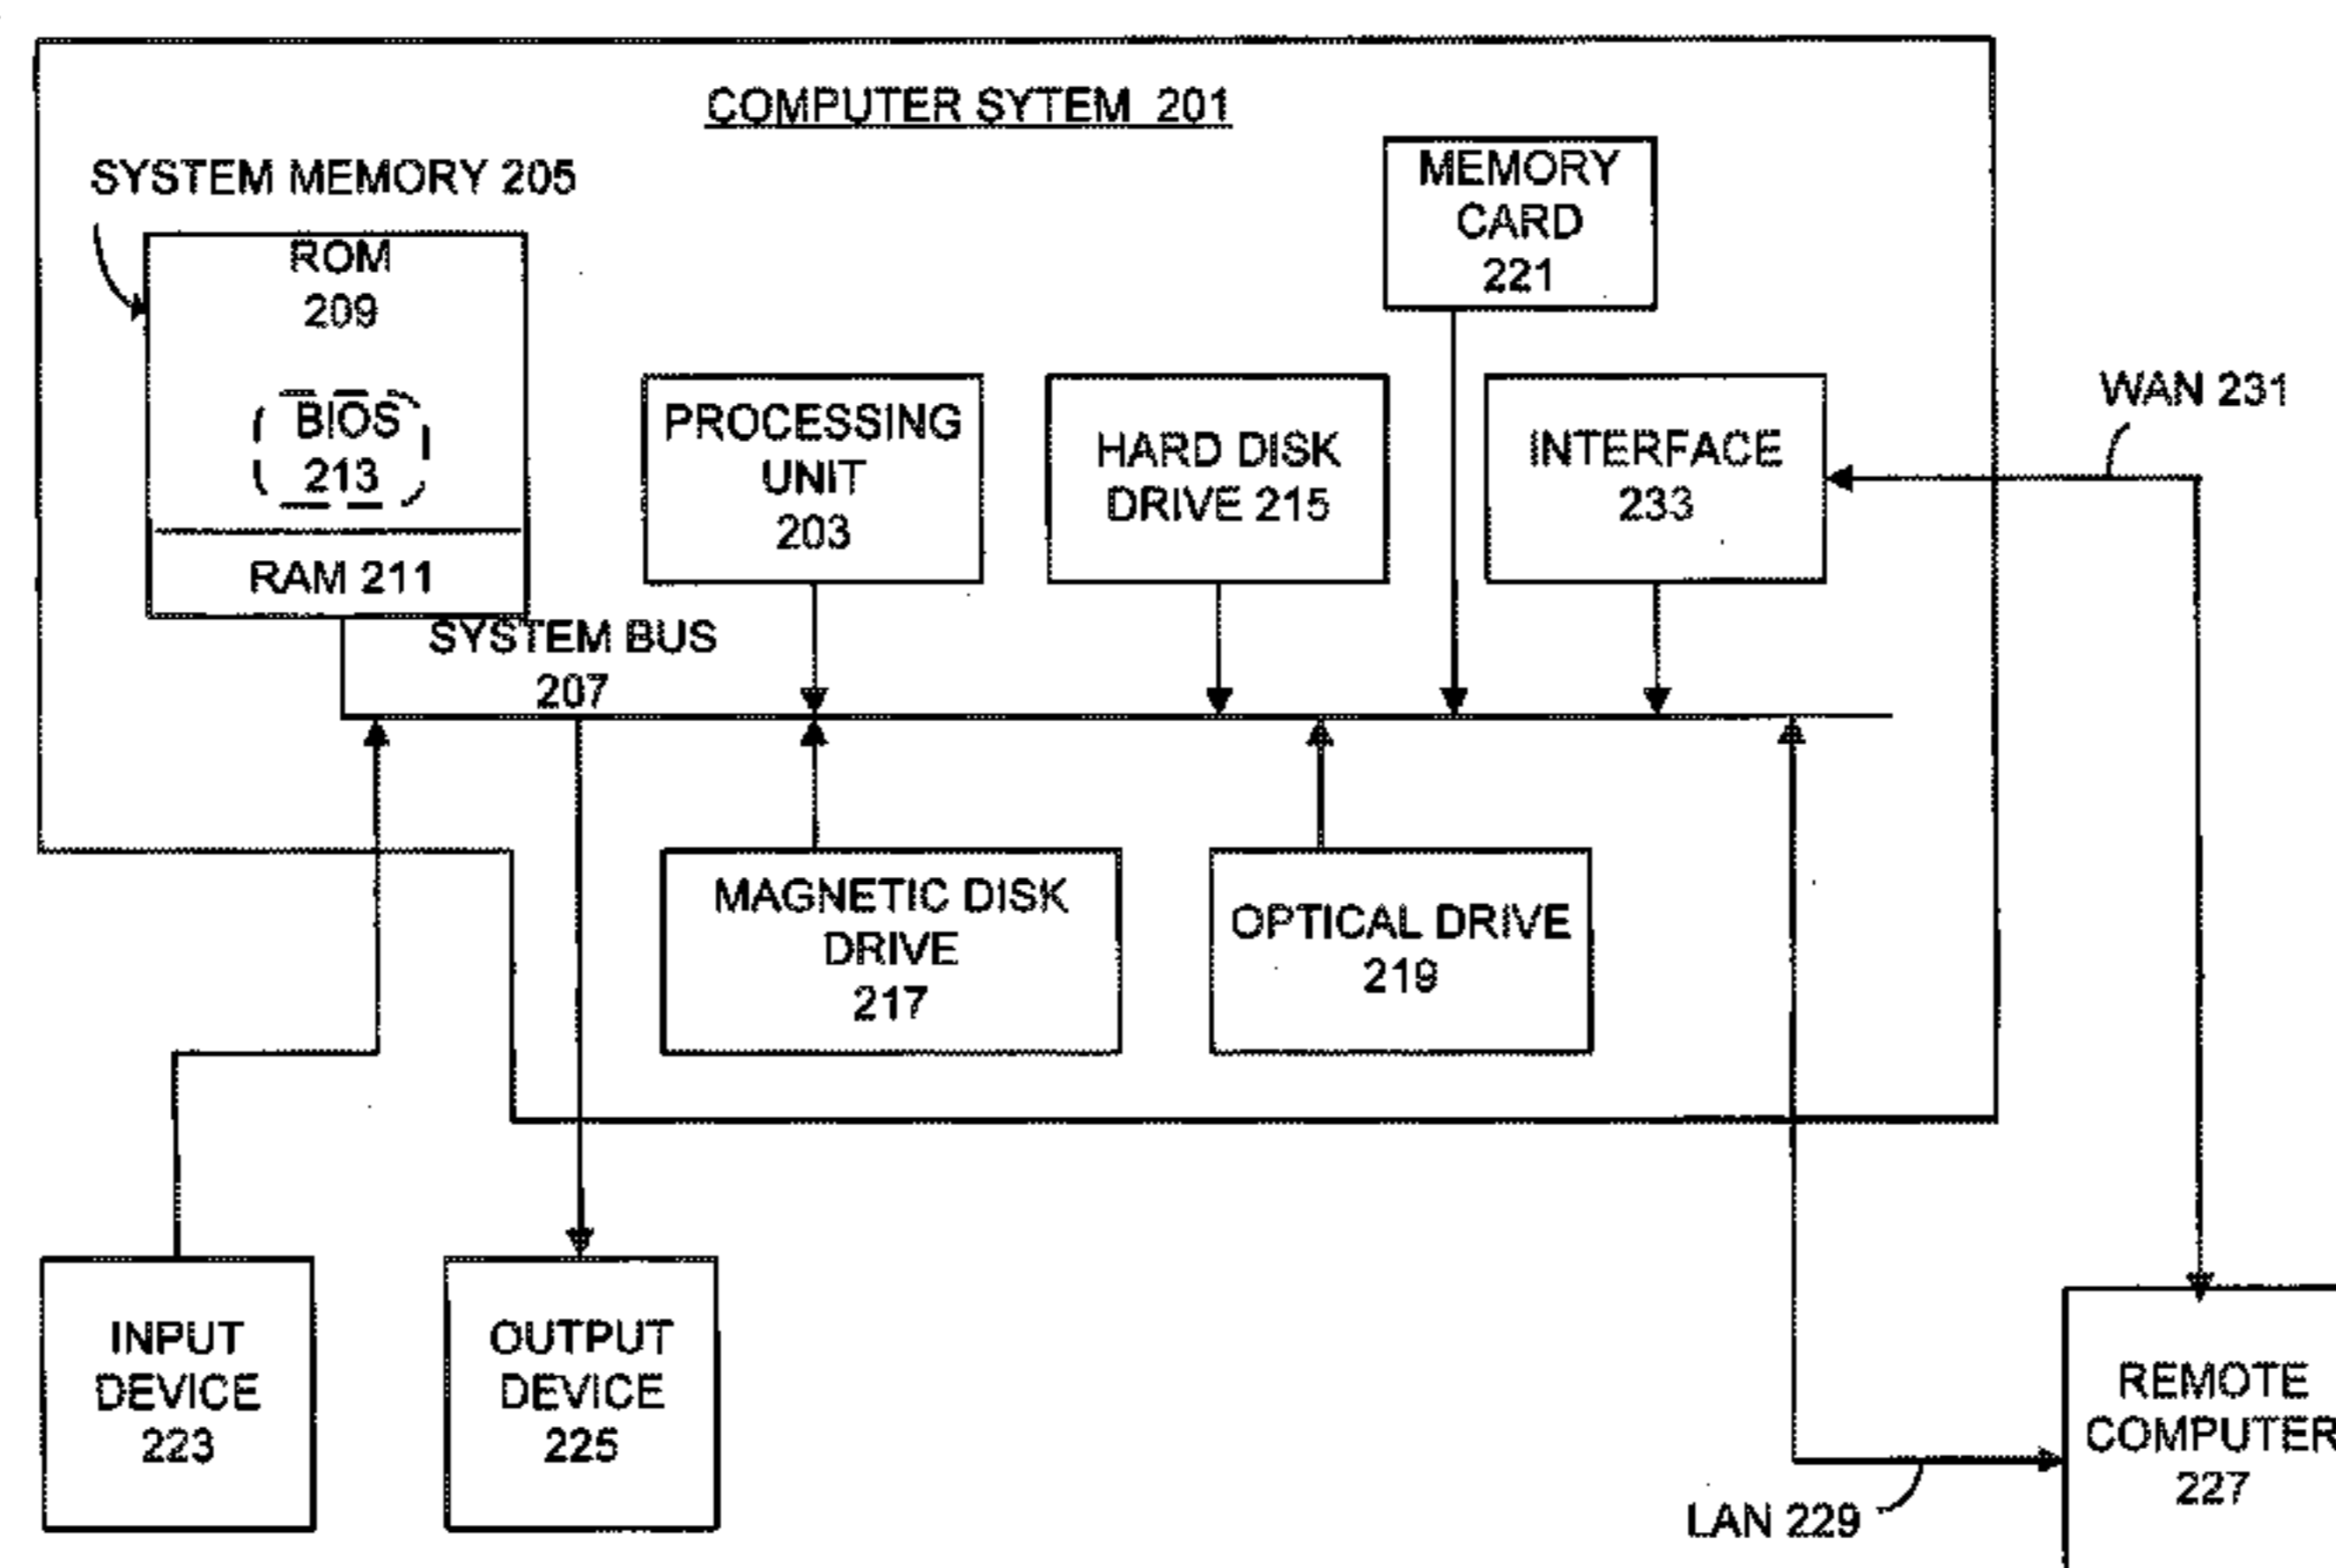 COMPUTER SYTEM 201
SYSTEM MEMORY 205
ROM
209
BIOS
213
RAM 211
SYSTEM BUS
207
PROCESSING
UNIT
203
HARD DISK
DRIVE 215
MEMORY
CARD
221
INTERFACE
233
WAN 231
MAGNETIC DISK
DRIVE
217
OPTICAL DRIVE
219
INPUT
DEVICE
223
OUTPUT
DEVICE
225
LAN 229
REMOTE
COMPUTER
227